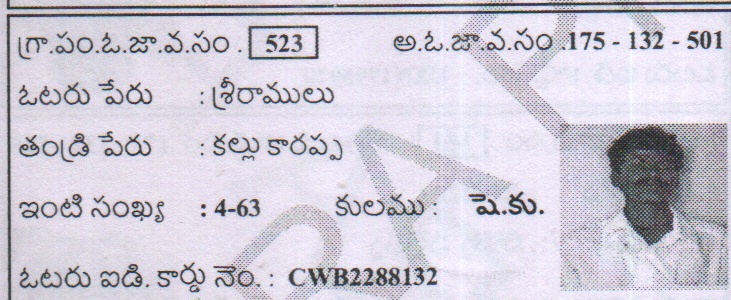 గ్రా.పం.ఓ.జా.వ.సం. 523 అ.ఓ.జా.వ.సం.175 - 132 - 501
ఓటరు పేరు : శ్రీరాములు
తండ్రి పేరు : కల్లు కారప్ప
ఇంటి సంఖ్య : 4-63 కులము : షె.కు.
ఓటరు ఐడి. కార్డు నెం. : CWB2288132